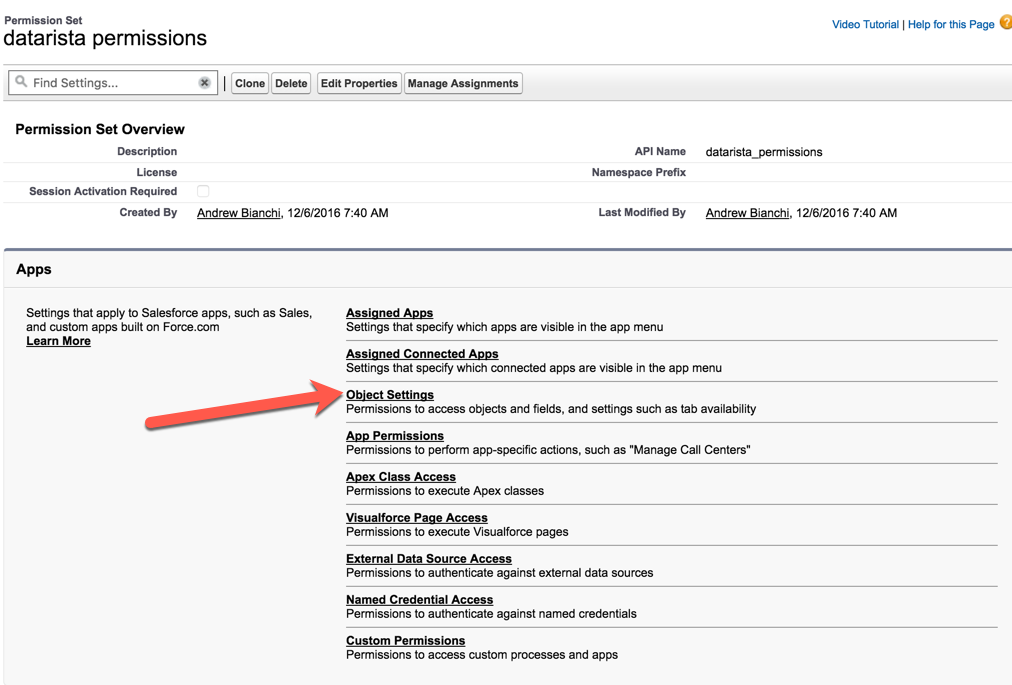 Permission Set
datarista permissions
Video Tutorial | Help for this Page ?
Find Settings...
| Clone Delete Edit Properties Manage Assignments
Permission Set Overview
Description
API Name datarista_permissions
License
Namespace Prefix
Session Activation Required
Created By Andrew Bianchi, 12/6/2016 7:40 AM
Last Modified By Andrew Bianchi, 12/6/2016 7:40 AM
Apps
Settings that apply to Salesforce apps, such as Sales,
and custom apps built on Force.com
Learn More
Assigned Apps
Settings that specify which apps are visible in the app menu
Assigned Connected Apps
Settings that specify which connected apps are visible in the app menu
Object Settings
Permissions to access objects and fields, and settings such as tab availability
App Permissions
Permissions to perform app-specific actions, such as "Manage Call Centers"
Apex Class Access
Permissions to execute Apex classes
Visualforce Page Access
Permissions to execute Visualforce pages
External Data Source Access
Permissions to authenticate against external data sources
Named Credential Access
Permissions to authenticate against named credentials
Custom Permissions
Permissions to access custom processes and apps